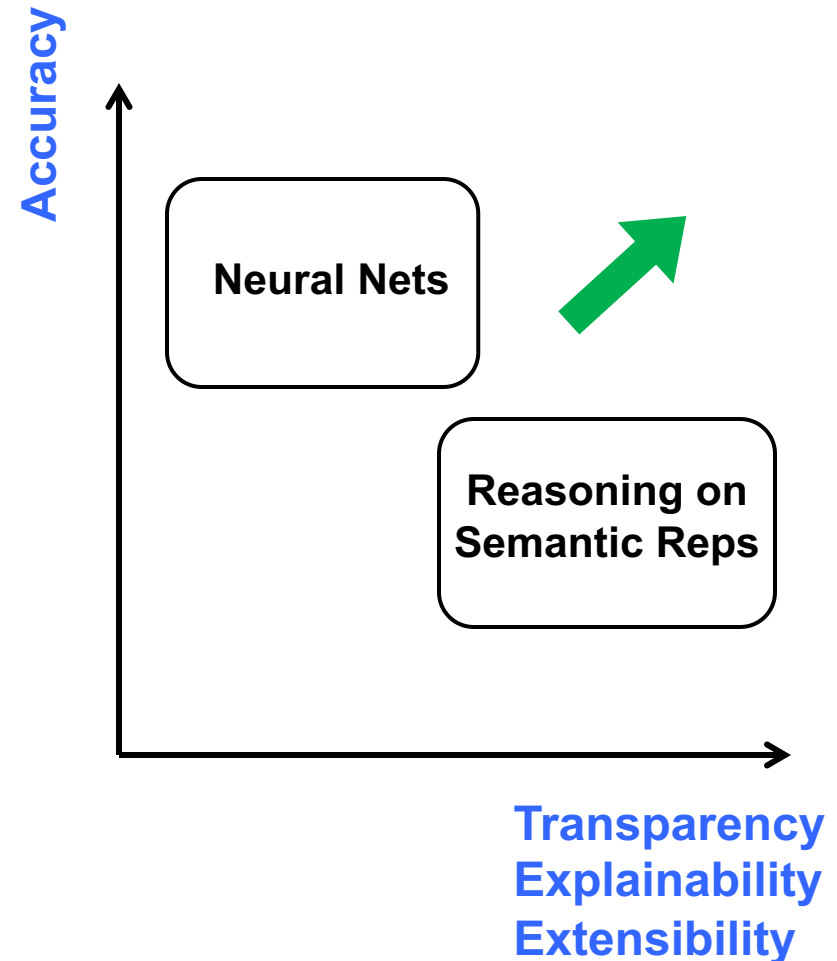 Accuracy
Neural Nets
Reasoning on
Semantic Reps
Transparency
Explainability
Extensibility